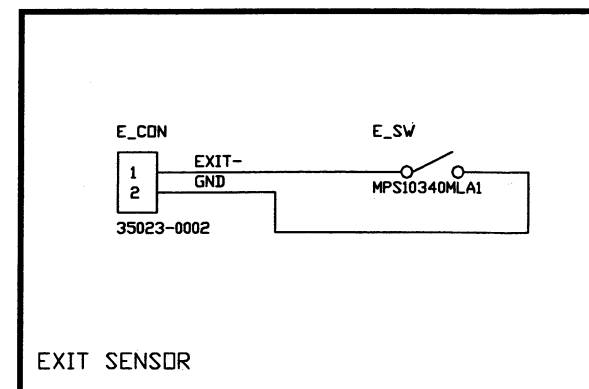 E_CON E_SW
1 EXIT-
2 GND
MPS10340MLA1
35023-0002
EXIT SENSOR